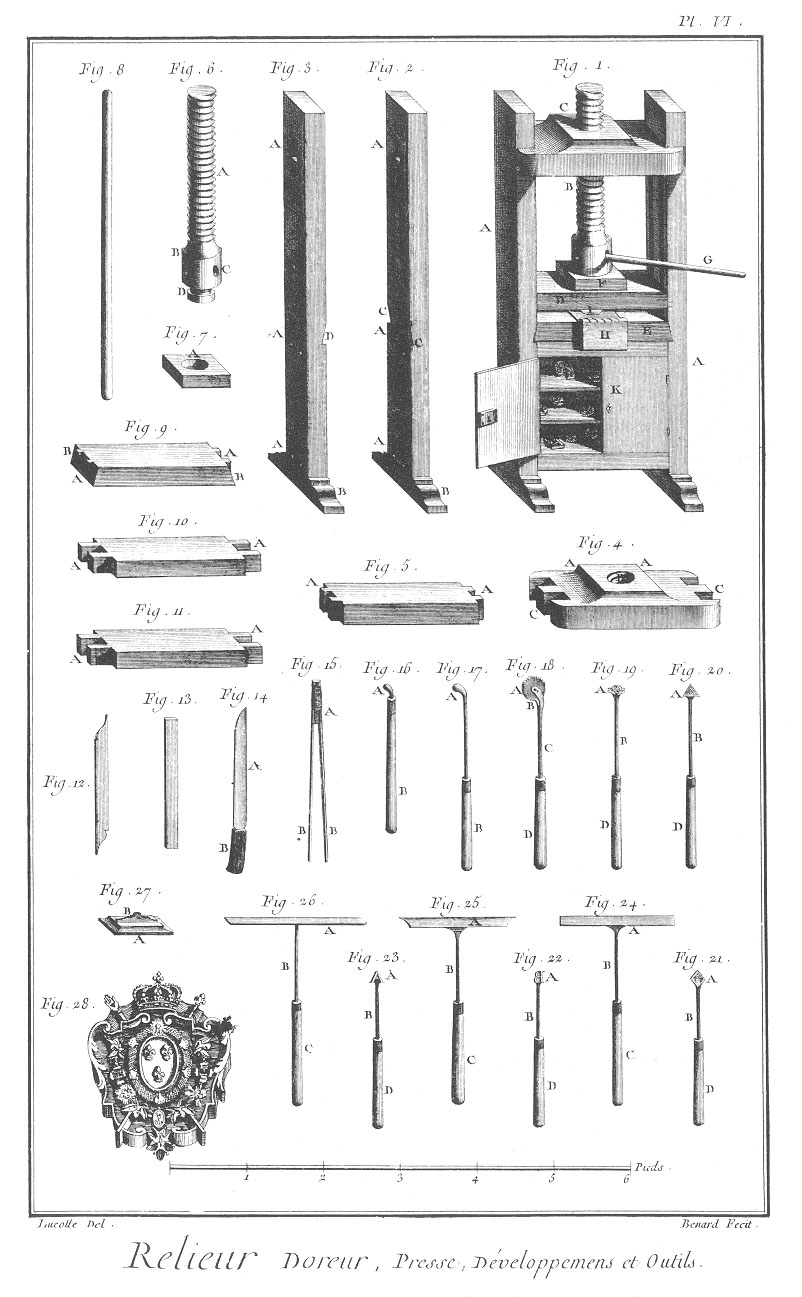 Pl. VI.
Fig. 8
Fig. 6.
Fig. 3.
Fig. 2.
Fig. 1.
A
B
C
D
Fig. 7.
A
A
A
A
B
A
C
A
C
A
B
D
C
B
A
G
F
D
I
H
E
K
A
Fig. 9.
B
A
A
B
Fig. 10.
A
A
Fig. 11.
A
A
Fig. 5.
A
A
Fig. 4.
A
A
C
C
Fig. 12.
Fig. 13.
Fig. 14
A
B
Fig. 15.
A
B
B
Fig. 16.
A
B
Fig. 17.
A
B
Fig. 18.
A
B
C
D
Fig. 19.
A
B
D
Fig. 20.
A
B
D
Fig. 27.
B
A
Fig. 26.
A
B
C
Fig. 25.
A
B
C
Fig. 24.
A
B
C
Fig. 23.
A
B
D
Fig. 22.
A
B
D
Fig. 21.
A
B
D
Fig. 28.
1 2 3 4 5 6 Pieds.
Lucotte Del.
Benard Fecit.
Relieur Doreur, Presse, Développemens et Outils.